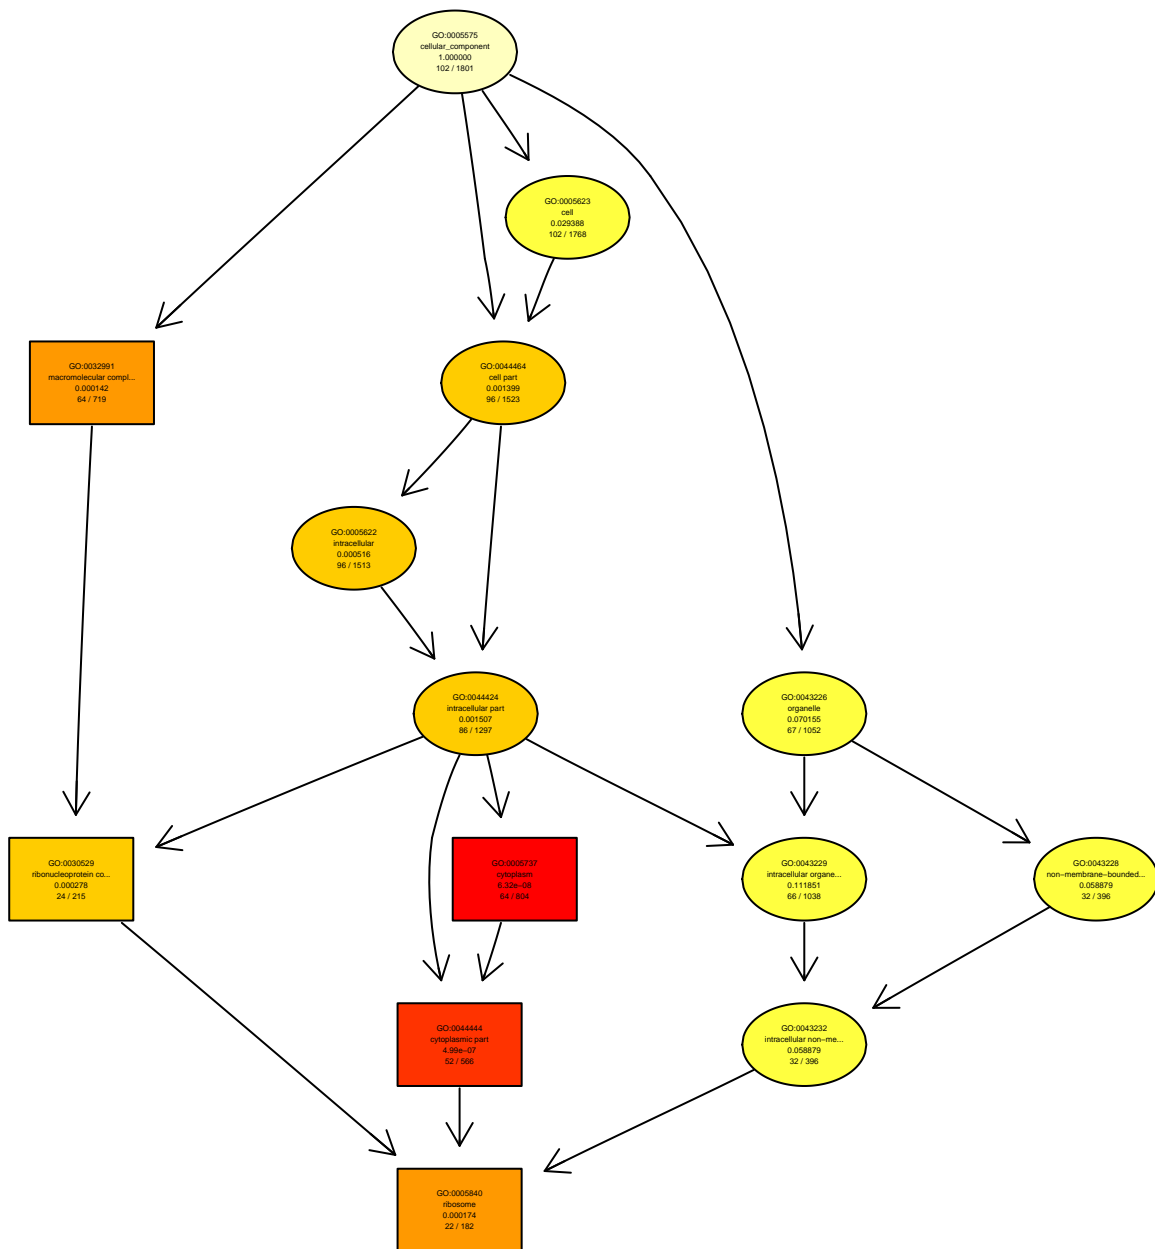 GO:0005575
cellular_component
1.000000
102 / 1801
GO:0005623
cell
0.029388
102 / 1768
GO:0032991
macromolecular compl...
0.000142
64 / 719
GO:0044464
cell part
0.001399
96 / 1523
GO:0005622
intracellular
0.000516
96 / 1513
GO:0044424
intracellular part
0.001507
86 / 1297
GO:0043226
organelle
0.070155
67 / 1052
GO:0030529
ribonucleoprotein co...
0.000278
24 / 215
GO:0005737
cytoplasm
6.32e−08
64 / 604
GO:0043229
intracellular organe...
0.111851
66 / 1038
GO:0043228
non−membrane−bounded...
0.058879
32 / 396
GO:0044444
cytoplasmic part
4.99e−07
52 / 566
GO:0043232
intracellular non−me...
0.058879
32 / 396
GO:0005840
ribosome
0.000174
22 / 182